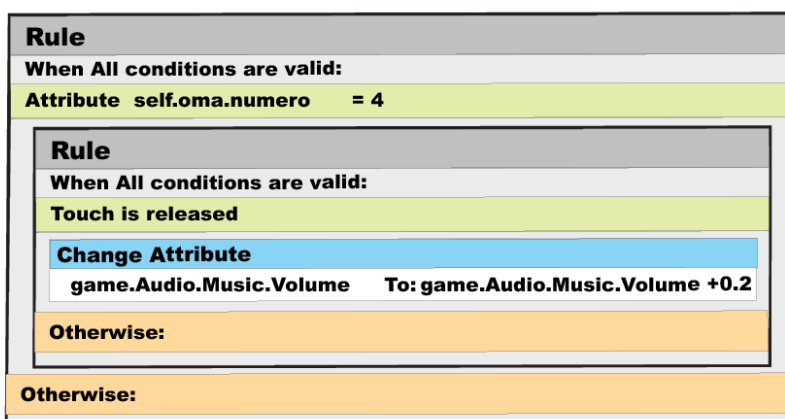 Rule
When All conditions are valid:
Attribute self.oma.numero = 4
Rule
When All conditions are valid:
Touch is released
Change Attribute
game.Audio.Music.Volume To: game.Audio.Music.Volume +0.2
Otherwise:
Otherwise: